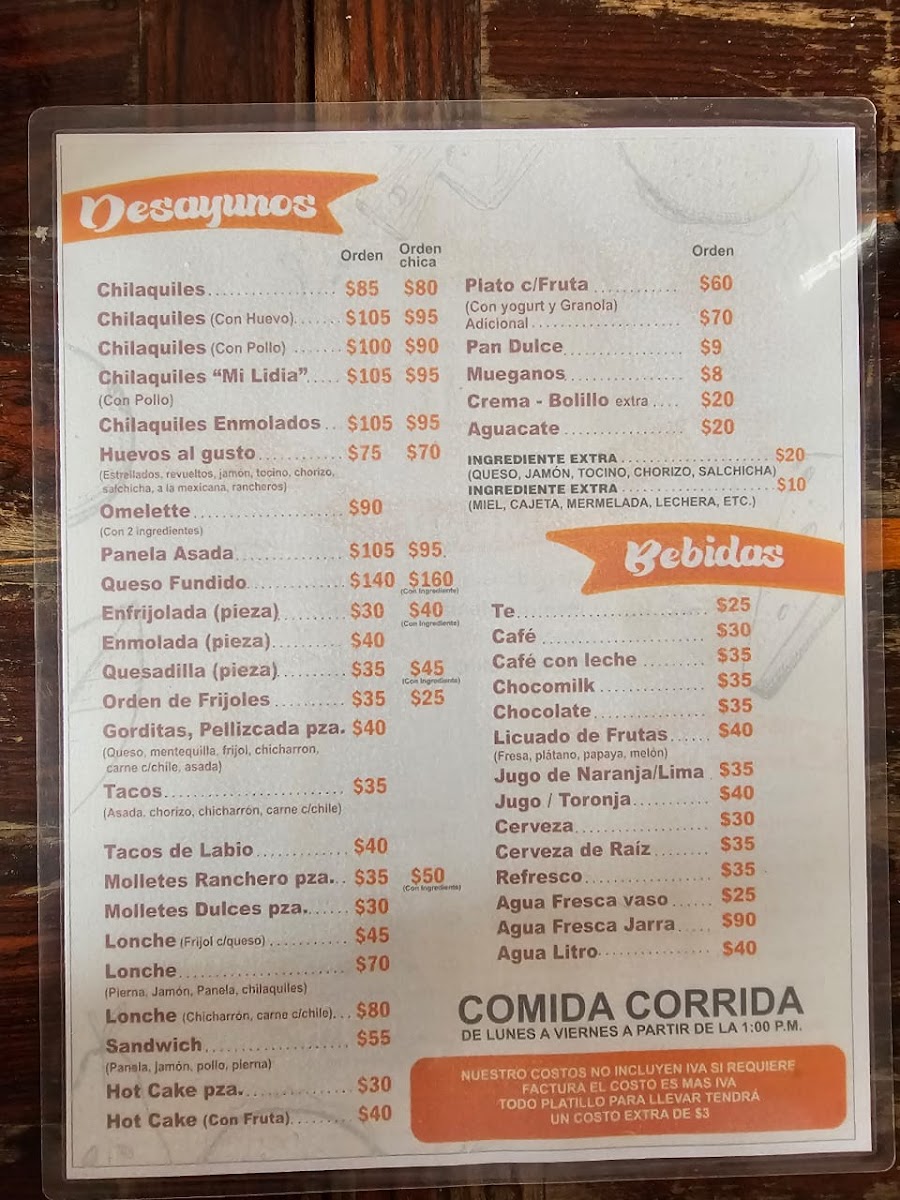 Desayunos
Orden Orden chica
Chilaquiles.................. $85 $80
Chilaquiles (Con Huevo)....... $105 $95
Chilaquiles (Con Pollo) ....... $100 $90
Chilaquiles “Mi Lidia”..... $105 $95
(Con Pollo)
Chilaquiles Enmolados... $105 $95
Huevos al gusto............ $75 $70
(Estrellados, revueltos, jamón, tocino, chorizo,
salchicha, a la mexicana, rancheros)
Omelette..................... $90
(Con 2 ingredientes)
Panela Asada............... $105 $95.
Queso Fundido............. $140 $160
(Con Ingrediente)
Enfrijolada (pieza)......... $30 $40
(Con Ingrediente)
Enmolada (pieza).......... $40
Quesadilla (pieza)......... $35 $45
(Con Ingrediente)
Orden de Frijoles .......... $35 $25
Gorditas, Pellizcada pza. $40
(Queso, mentequilla, frijol, chicharron,
carne c/chile, asada)
Tacos......................... $35
(Asada, chorizo, chicharrón, carne c/chile)
Tacos de Labio............. $40
Molletes Ranchero pza... $35 $50
(Con Ingrediente)
Molletes Dulces pza....... $30
Lonche (Frijol c/queso) ........... $45
Lonche........................ $70
(Pierna, Jamón, Panela, chilaquiles)
Lonche (Chicharrón, carne c/chile)... $80
Sandwich.................... $55
(Panela, jamón, pollo, pierna)
Hot Cake pza............... $30
Hot Cake (Con Fruta)......... $40
Orden
Plato c/Fruta ............ $60
(Con yogurt y Granola)
Adicional...................... $70
Pan Dulce................ $9
Mueganos................ $8
Crema - Bolillo extra .... $20
Aguacate................. $20
INGREDIENTE EXTRA...................... $20
(QUESO, JAMÓN, TOCINO, CHORIZO, SALCHICHA)
INGREDIENTE EXTRA...................... $10
(MIEL, CAJETA, MERMELADA, LECHERA, ETC.)
Bebidas
Te............................ $25
Café ........................ $30
Café con leche ......... $35
Chocomilk ............... $35
Chocolate................ $35
Licuado de Frutas...... $40
(Fresa, plátano, papaya, melón)
Jugo de Naranja/Lima . $35
Jugo / Toronja........... $40
Cerveza................... $30
Cerveza de Raíz ........ $35
Refresco.................. $35
Agua Fresca vaso ...... $25
Agua Fresca Jarra..... $90
Agua Litro................ $40
COMIDA CORRIDA
DE LUNES A VIERNES A PARTIR DE LA 1:00 P.M.
NUESTRO COSTOS NO INCLUYEN IVA SI REQUIERE
FACTURA EL COSTO ES MAS IVA
TODO PLATILLO PARA LLEVAR TENDRÁ
UN COSTO EXTRA DE $3